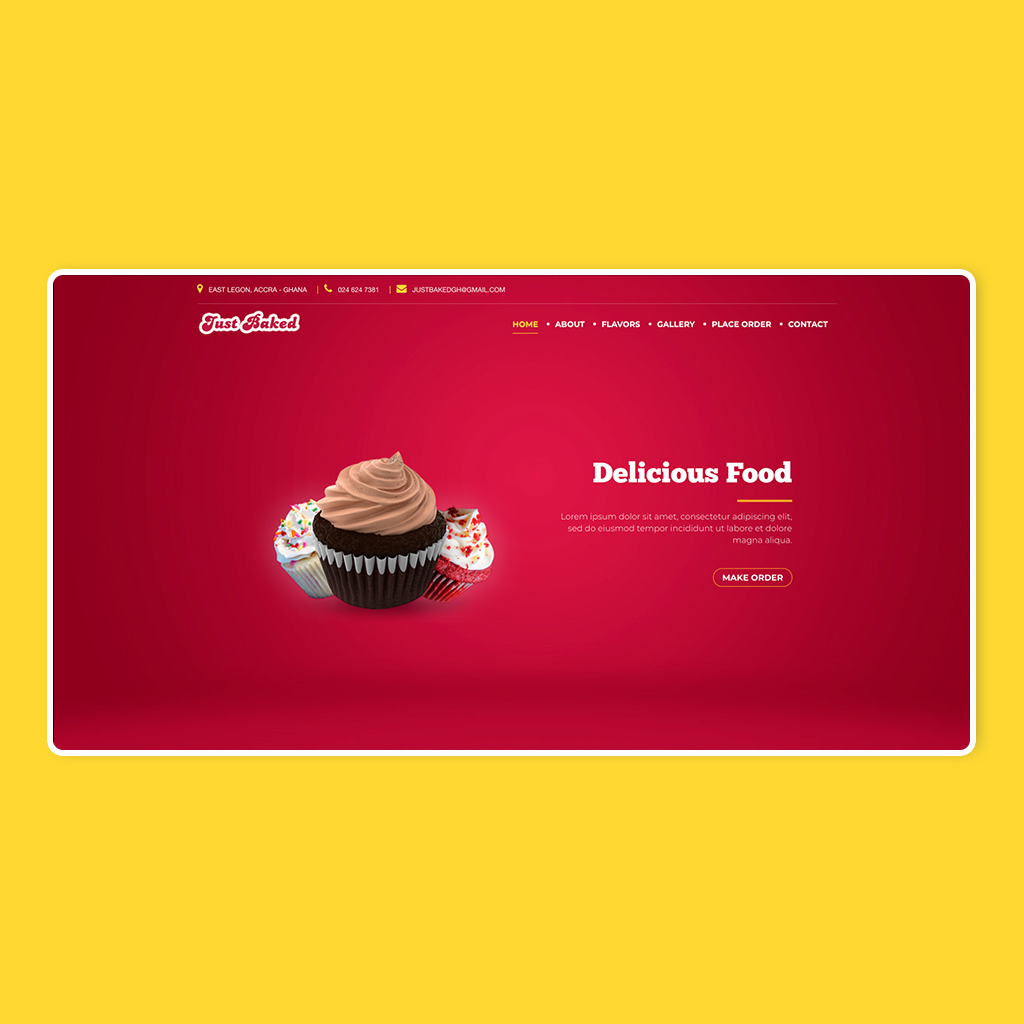 EAST LEGON, ACCRA - GHANA | 024 624 7381 | JUSTBAKEDGH@GMAIL.COM
Just Baked
HOME • ABOUT • FLAVORS • GALLERY • PLACE ORDER • CONTACT
Delicious Food
Lorem ipsum dolor sit amet, consectetur adipiscing elit,
sed do eiusmod tempor incididunt ut labore et dolore
magna aliqua.
MAKE ORDER